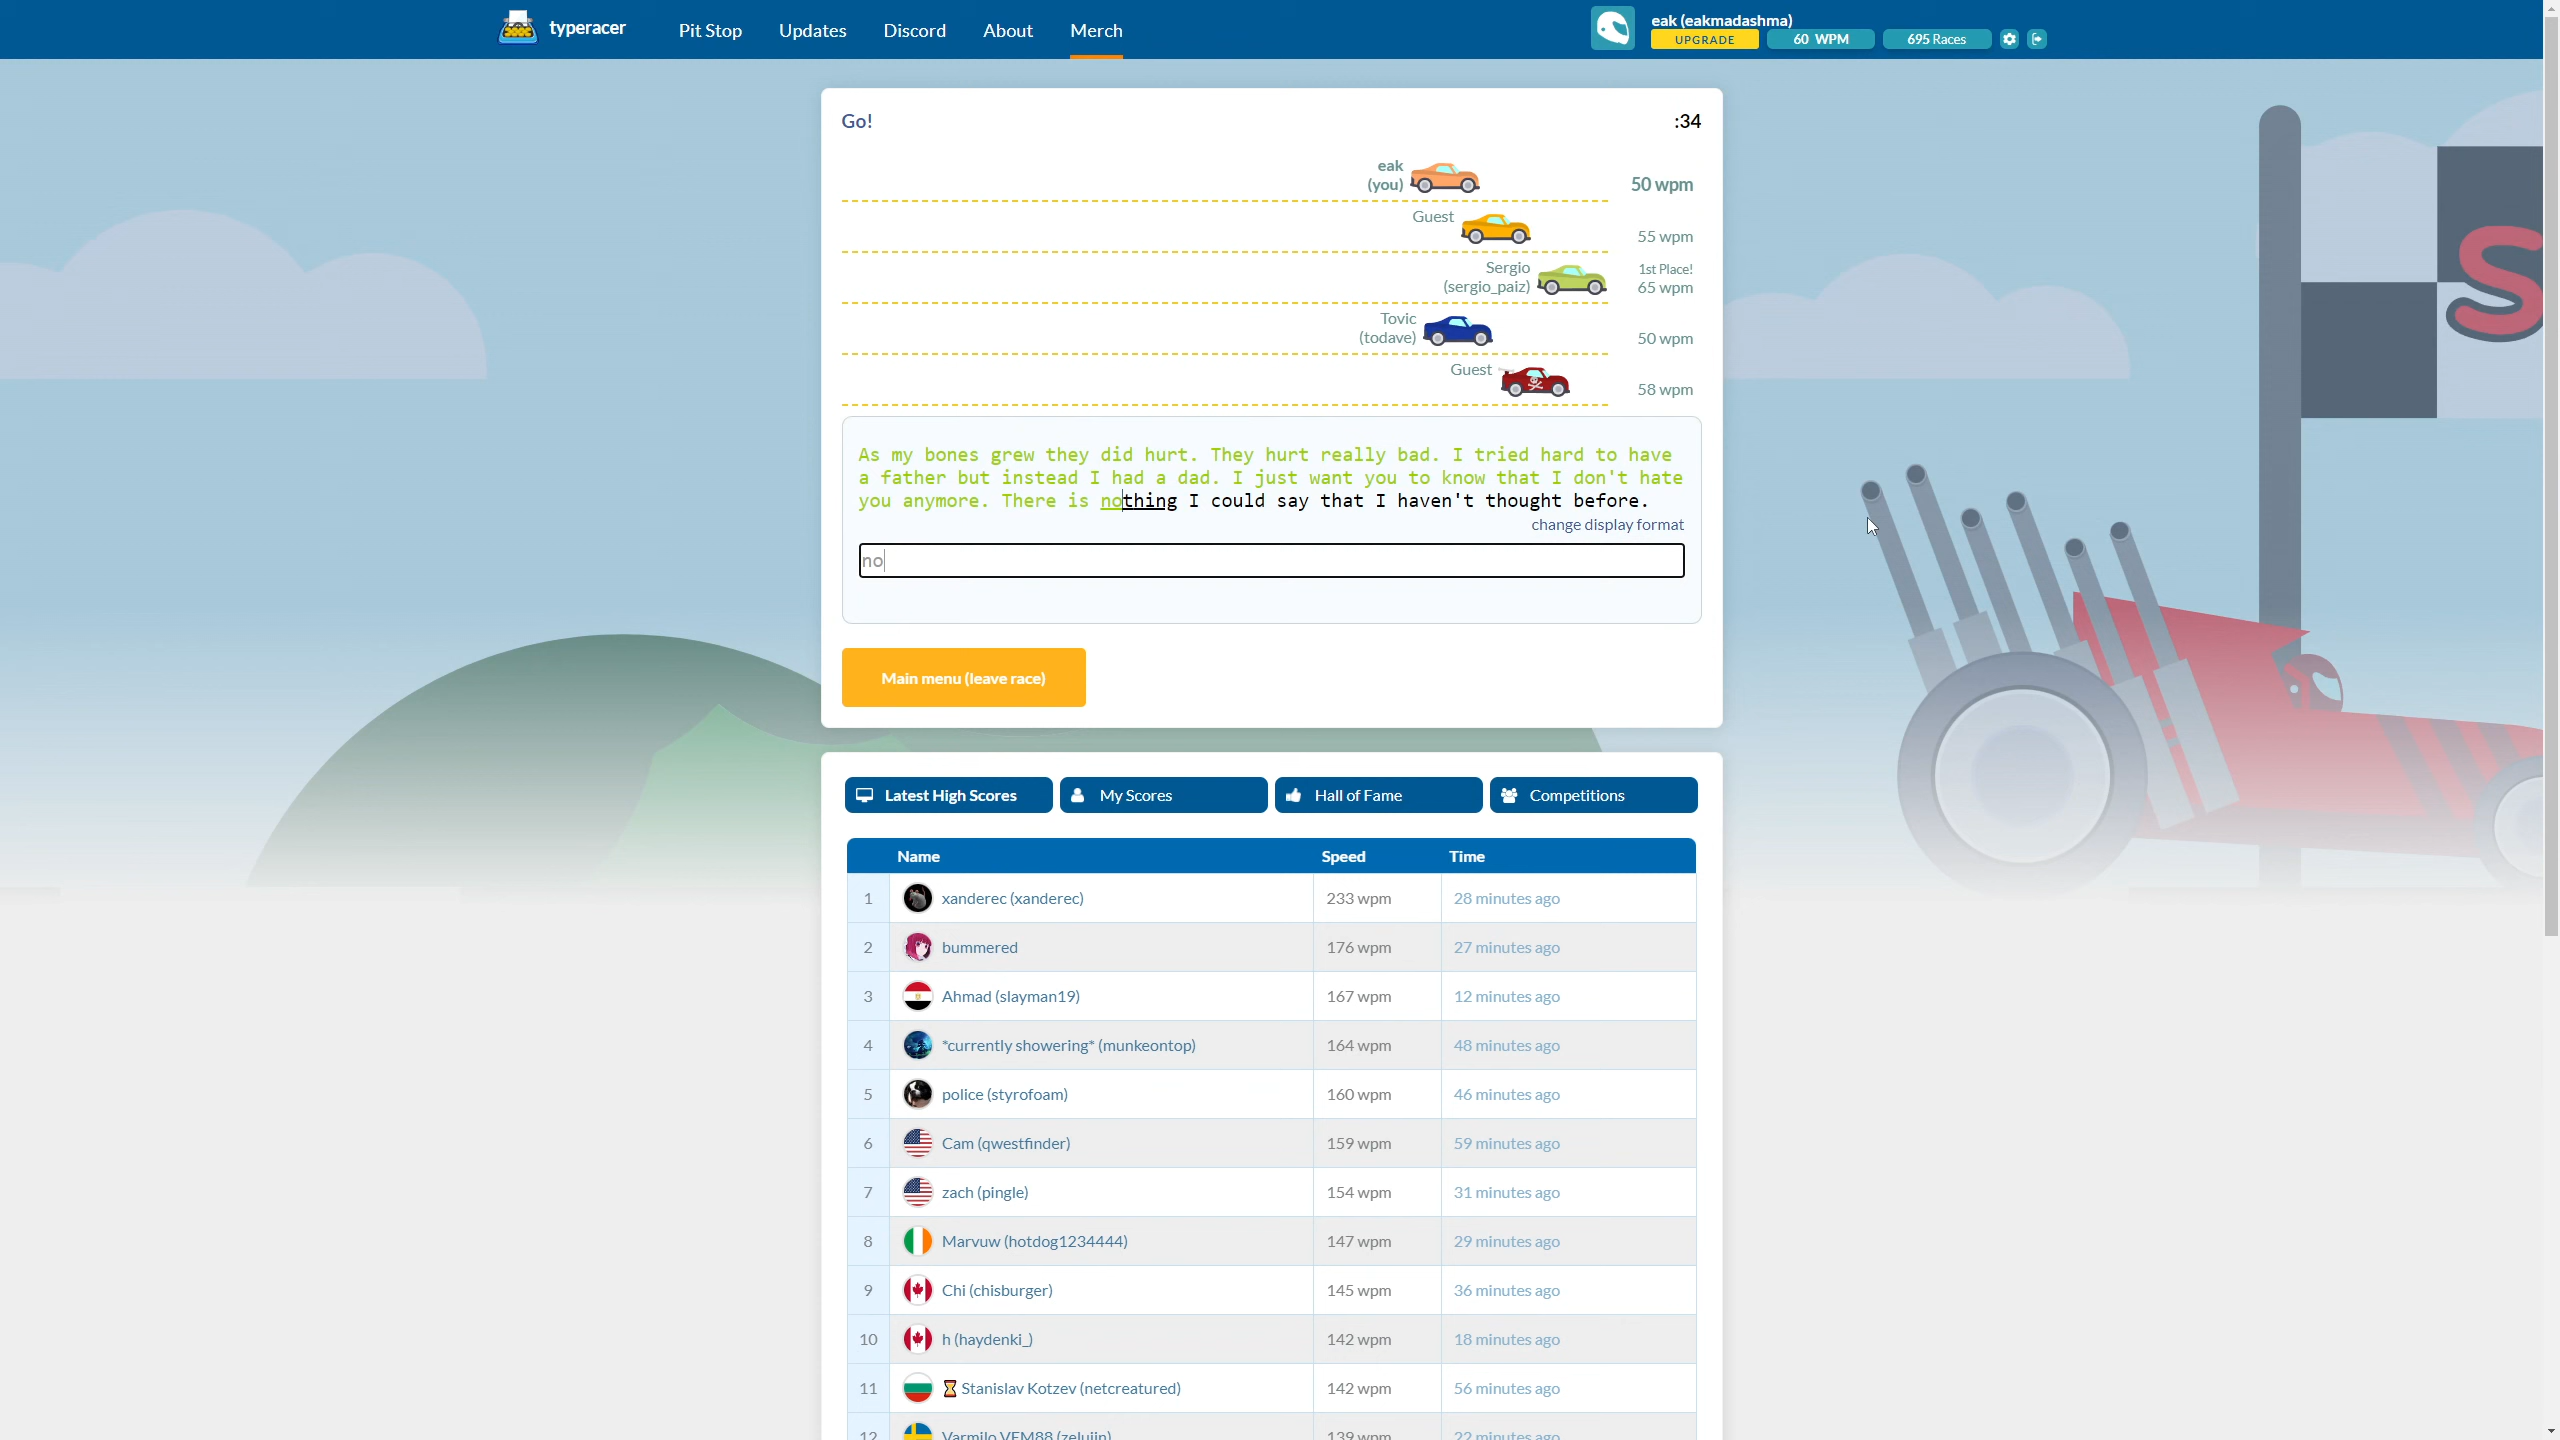 typeracer
Pit Stop
Updates
Discord
About
Merch
eak (eakmadashma)
UPGRADE
60 WPM
695 Races
Go!
:34
eak
(you)
50 wpm
Guest
55 wpm
Sergio
(sergio_paiz)
1st Place!
65 wpm
Tovic
(todave)
50 wpm
Guest
58 wpm
As my bones grew they did hurt. They hurt really bad. I tried hard to have
a father but instead I had a dad. I just want you to know that I don't hate
you anymore. There is nothing I could say that I haven't thought before.
change display format
no
Main menu (leave race)
Latest High Scores
My Scores
Hall of Fame
Competitions
Name Speed Time
1 xanderec (xanderec) 233 wpm 28 minutes ago
2 bummered 176 wpm 27 minutes ago
3 Ahmad (slayman19) 167 wpm 12 minutes ago
4 *currently showering* (munkeontop) 164 wpm 48 minutes ago
5 police (styrofoam) 160 wpm 46 minutes ago
6 Cam (qwestfinder) 159 wpm 59 minutes ago
7 zach (pingle) 154 wpm 31 minutes ago
8 Marvuw (hotdog1234444) 147 wpm 29 minutes ago
9 Chi (chisburger) 145 wpm 36 minutes ago
10 h (haydenki_) 142 wpm 18 minutes ago
11 ⌛ Stanislav Kotzev (netcreatured) 142 wpm 56 minutes ago
12 Varmilo VEM88 139 wpm 22 minutes ago
S